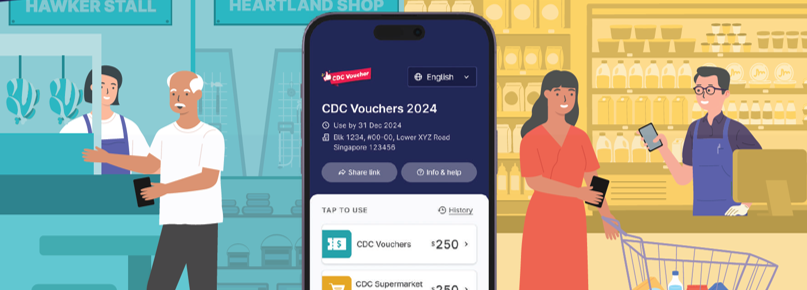 HAWKER STALL
HEARTLAND SHOP
CDC Voucher
English
CDC Vouchers 2024
Use by 31 Dec 2024
Blk 1234, #00-00, Lower XYZ Road
Singapore 123456
Share link
Info & help
TAP TO USE
History
CDC Vouchers
$250
CDC Supermarket
$250